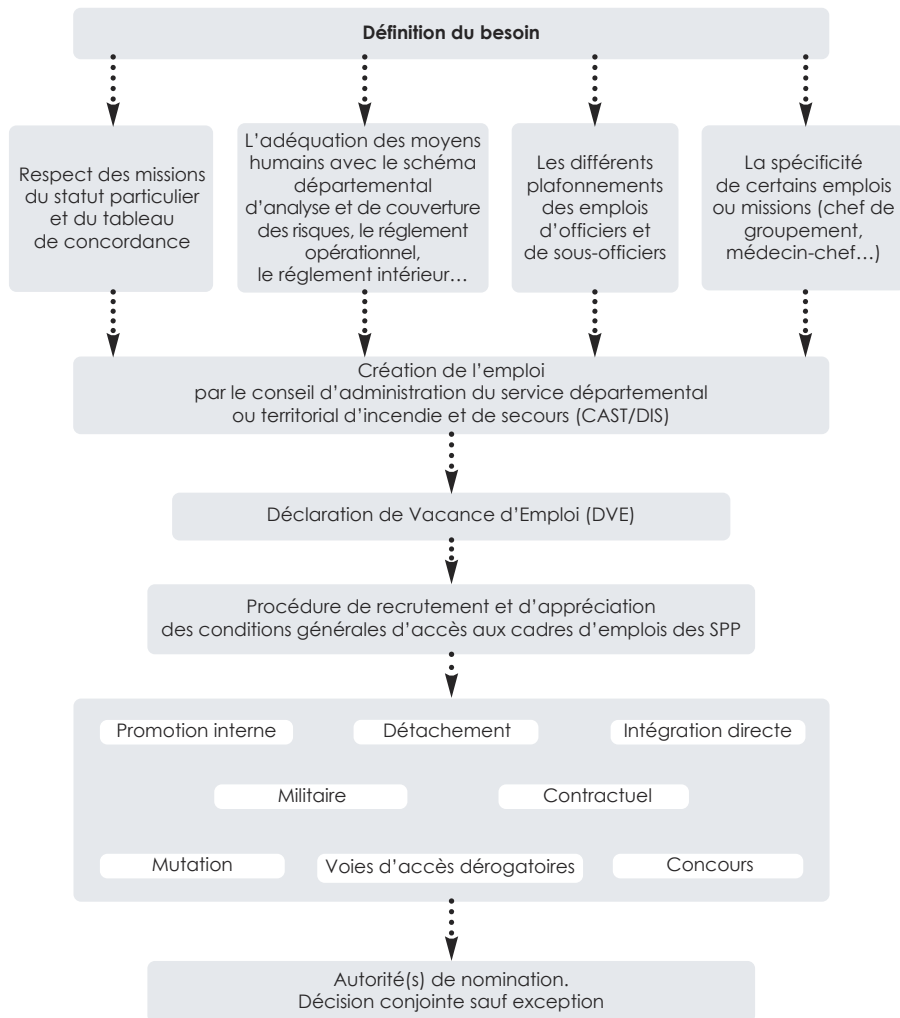 Définition du besoin
Respect des missions
du statut particulier
et du tableau
de concordance
L’adéquation des moyens
humains avec le schéma
départemental
d’analyse et de couverture
des risques, le réglement
opérationnel,
le réglement intérieur…
Les différents
plafonnements
des emplois
d’officiers et
de sous-officiers
La spécificité
de certains emplois
ou missions (chef de
groupement,
médecin-chef…)
Création de l’emploi
par le conseil d’administration du service départemental
ou territorial d’incendie et de secours (CAST/DIS)
Déclaration de Vacance d’Emploi (DVE)
Procédure de recrutement et d’appréciation
des conditions générales d’accès aux cadres d’emplois des SPP
Promotion interne
Détachement
Intégration directe
Militaire
Contractuel
Mutation
Voies d’accès dérogatoires
Concours
Autorité(s) de nomination.
Décision conjointe sauf exception